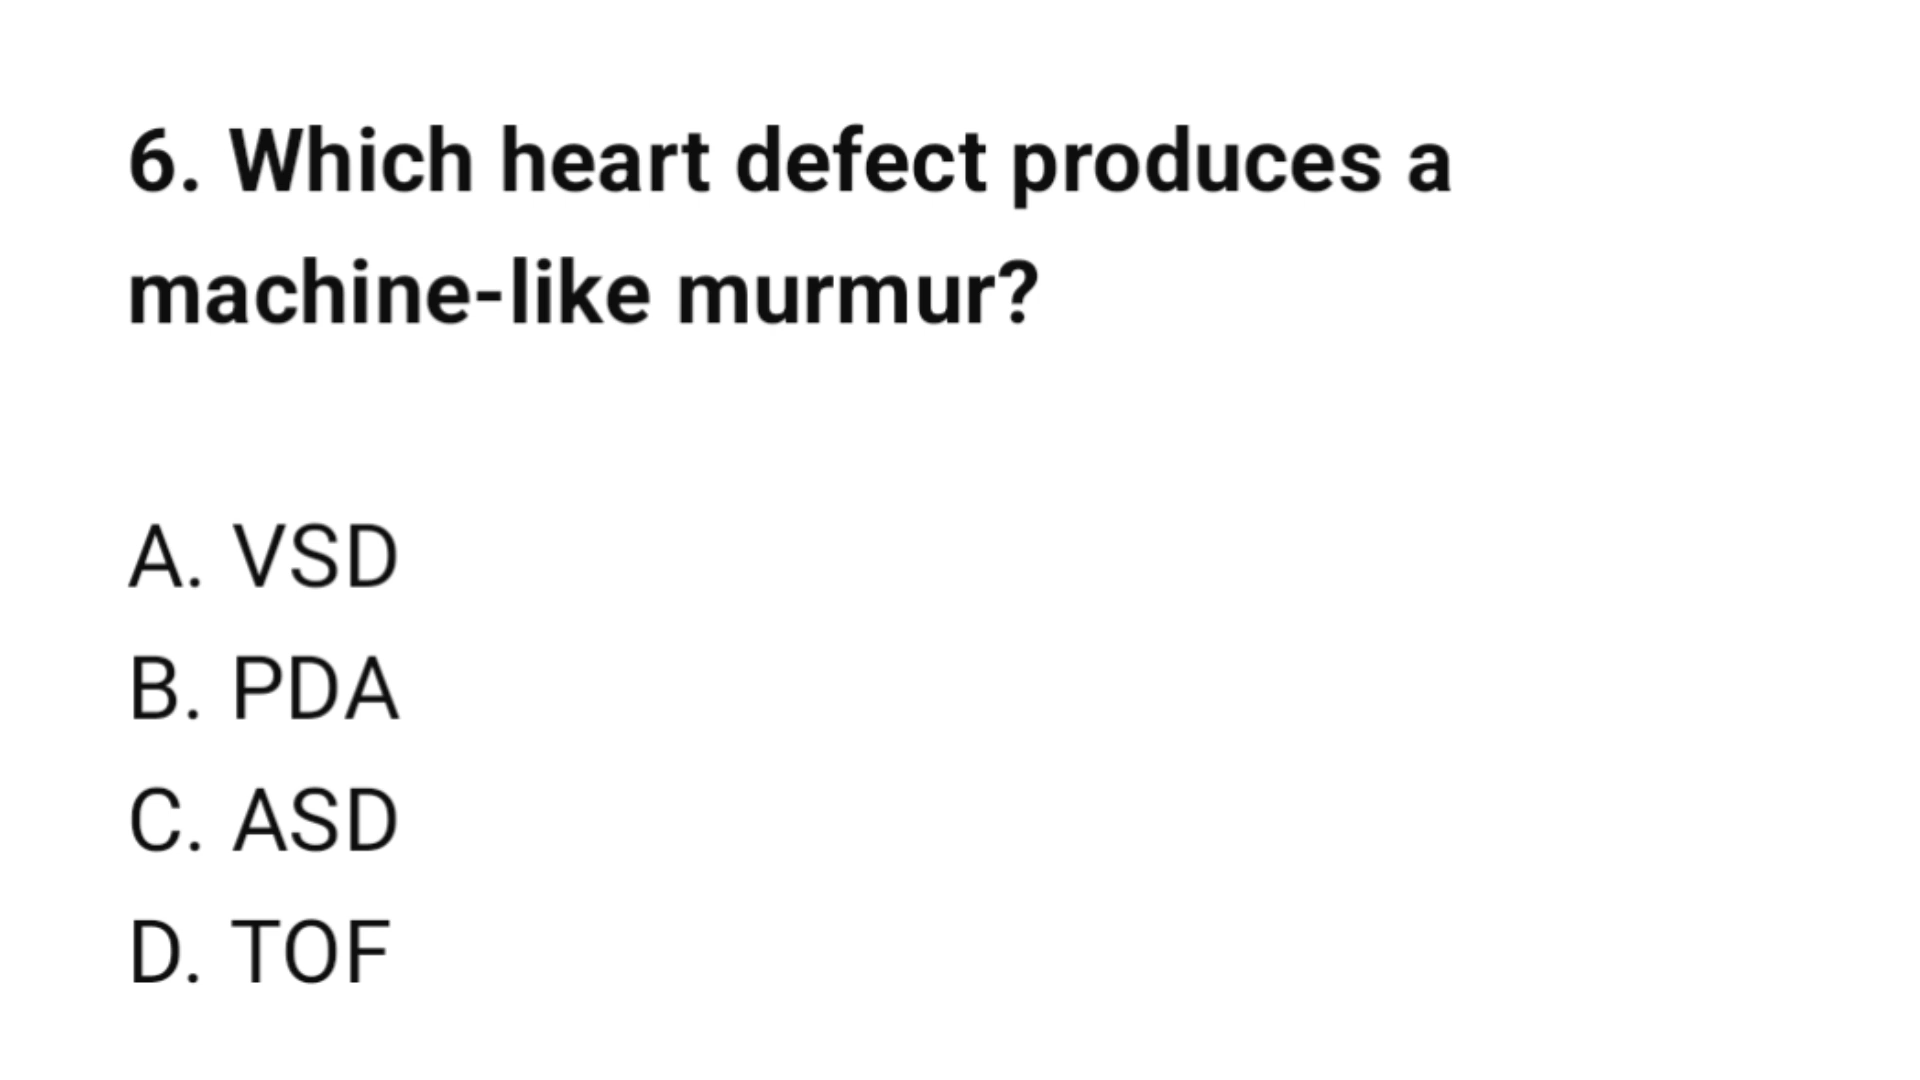 6. Which heart defect produces a
machine-like murmur?
A. VSD
B. PDA
C. ASD
D. TOF